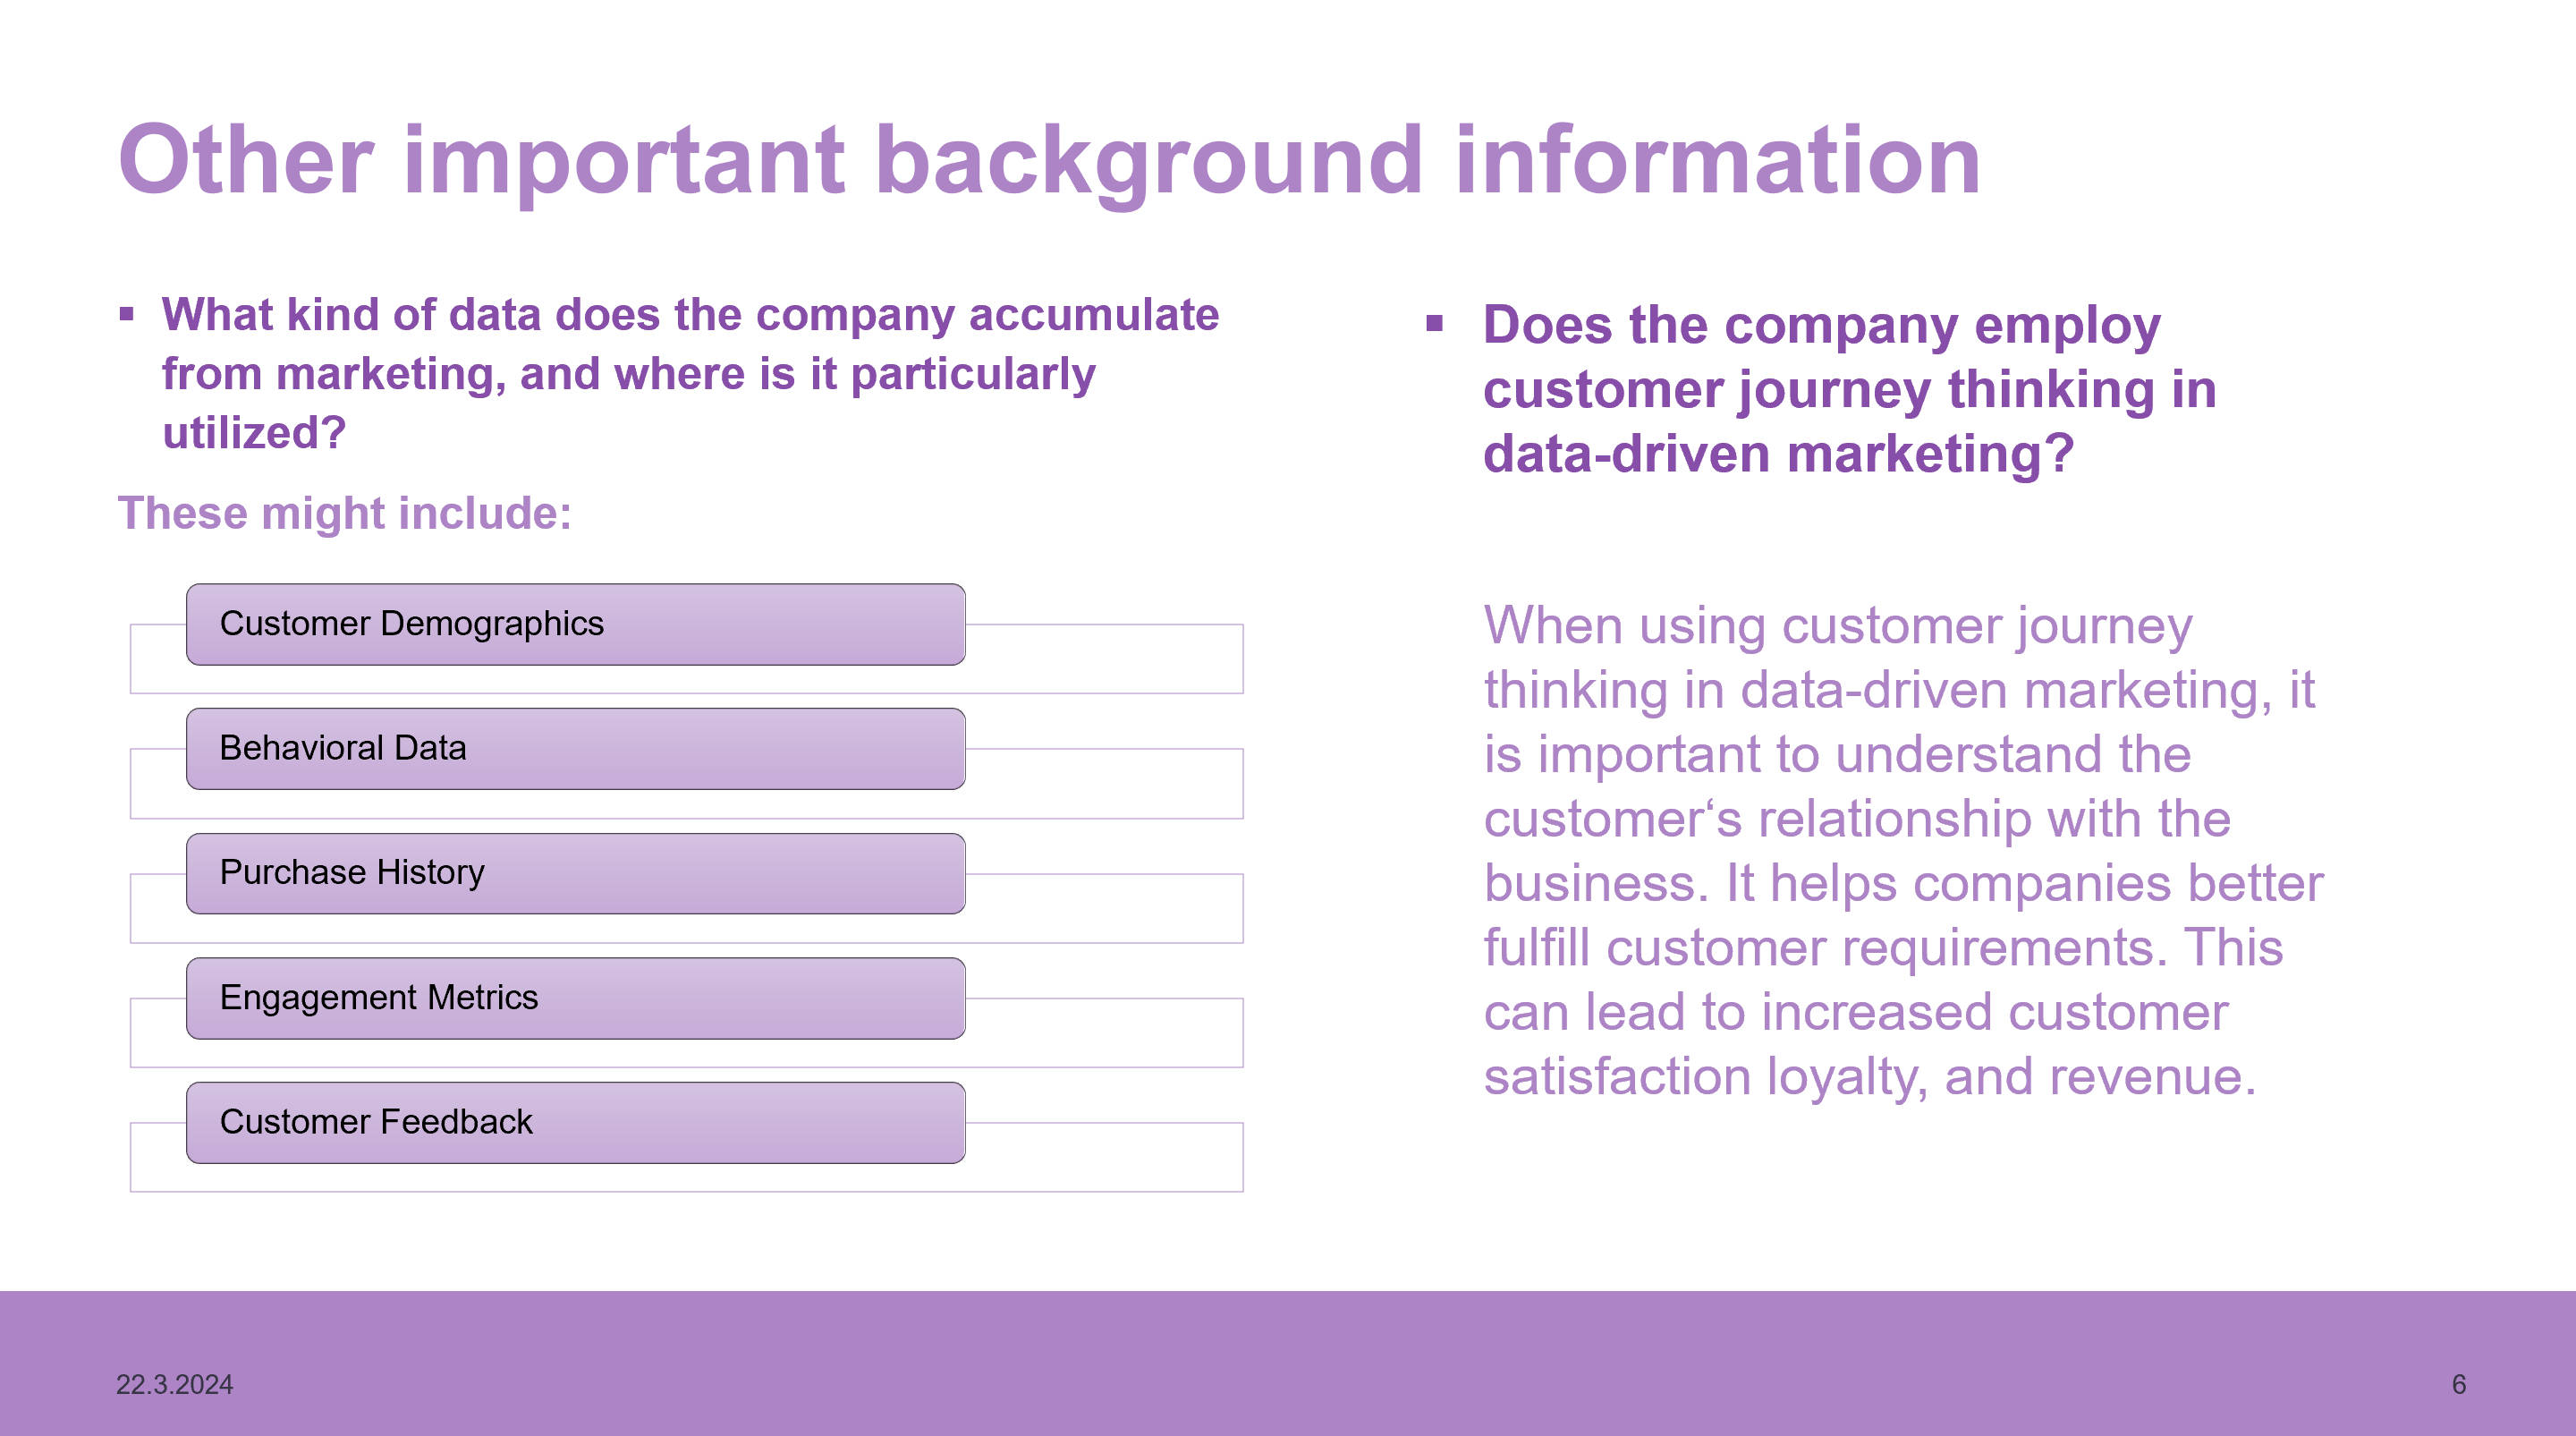 Other important background information
▪ What kind of data does the company accumulate
from marketing, and where is it particularly
utilized?
These might include:
Customer Demographics
Behavioral Data
Purchase History
Engagement Metrics
Customer Feedback
▪ Does the company employ
customer journey thinking in
data-driven marketing?
When using customer journey
thinking in data-driven marketing, it
is important to understand the
customer‘s relationship with the
business. It helps companies better
fulfill customer requirements. This
can lead to increased customer
satisfaction loyalty, and revenue.
22.3.2024
6